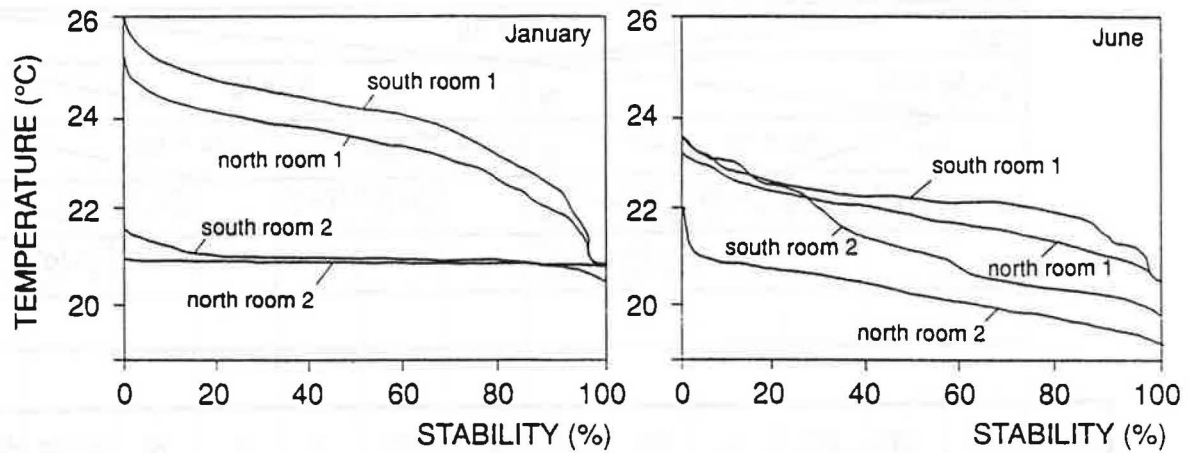 TEMPERATURE (°C)
26
24
22
20
January
south room 1
north room 1
south room 2
north room 2
0 20 40 60 80 100
STABILITY (%)
26
24
22
20
June
south room 1
south room 2
north room 1
north room 2
0 20 40 60 80 100
STABILITY (%)